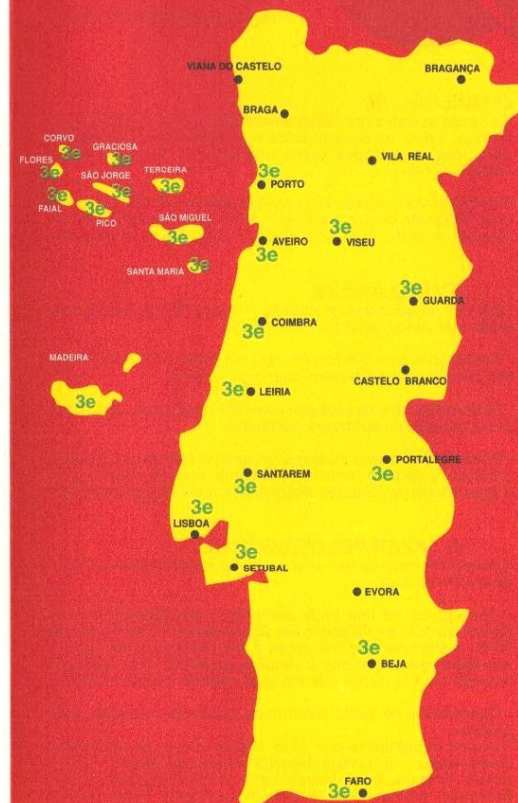 VIANA DO CASTELO
BRAGANÇA
BRAGA
VILA REAL
CORVO
3e
GRACIOSA
3e
FLORES
3e
SÃO JORGE
3e
TERCEIRA
3e
FAIAL
3e
PICO
3e
SÃO MIGUEL
3e
SANTA MARIA
3e
3e
PORTO
AVEIRO
3e
3e
VISEU
3e
GUARDA
COIMBRA
3e
MADEIRA
3e
CASTELO BRANCO
3e
LEIRIA
PORTALEGRE
3e
SANTAREM
3e
3e
LISBOA
3e
SETUBAL
EVORA
3e
BEJA
FARO
3e